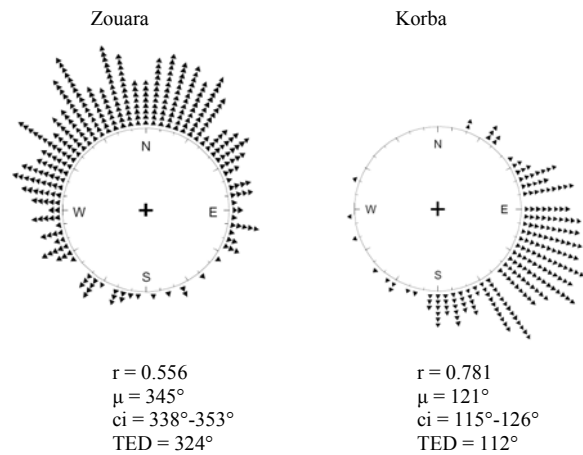 Zouara
Korba
N
W
E
S
N
W
E
S
r = 0.556
μ = 345°
ci = 338°-353°
TED = 324°
r = 0.781
μ = 121°
ci = 115°-126°
TED = 112°